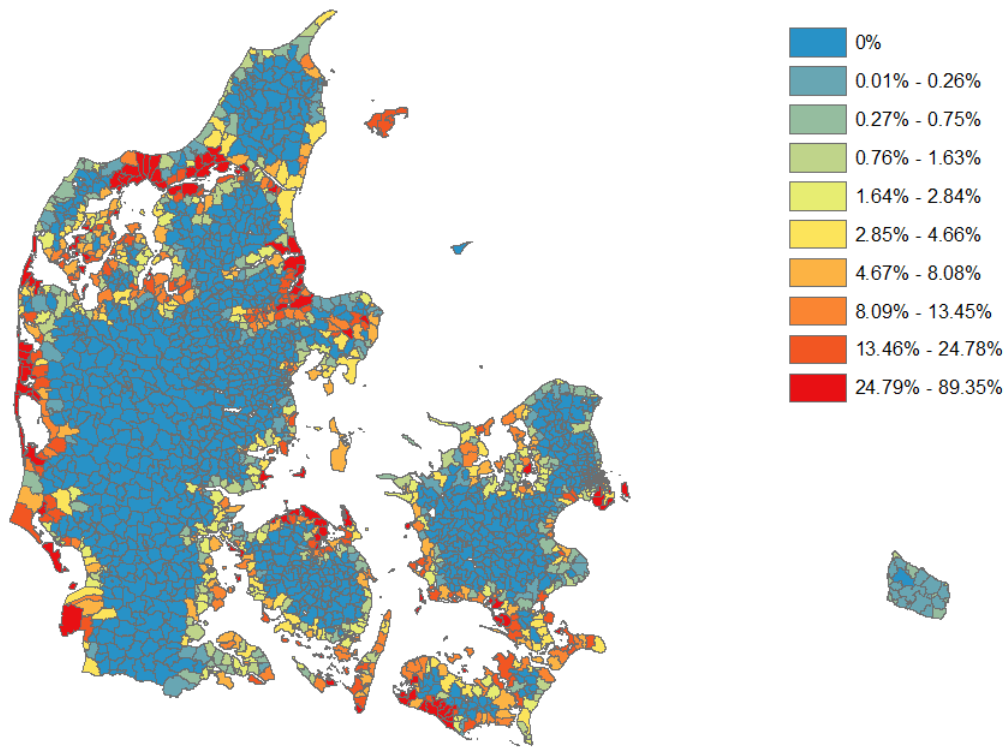 0%
0.01% - 0.26%
0.27% - 0.75%
0.76% - 1.63%
1.64% - 2.84%
2.85% - 4.66%
4.67% - 8.08%
8.09% - 13.45%
13.46% - 24.78%
24.79% - 89.35%